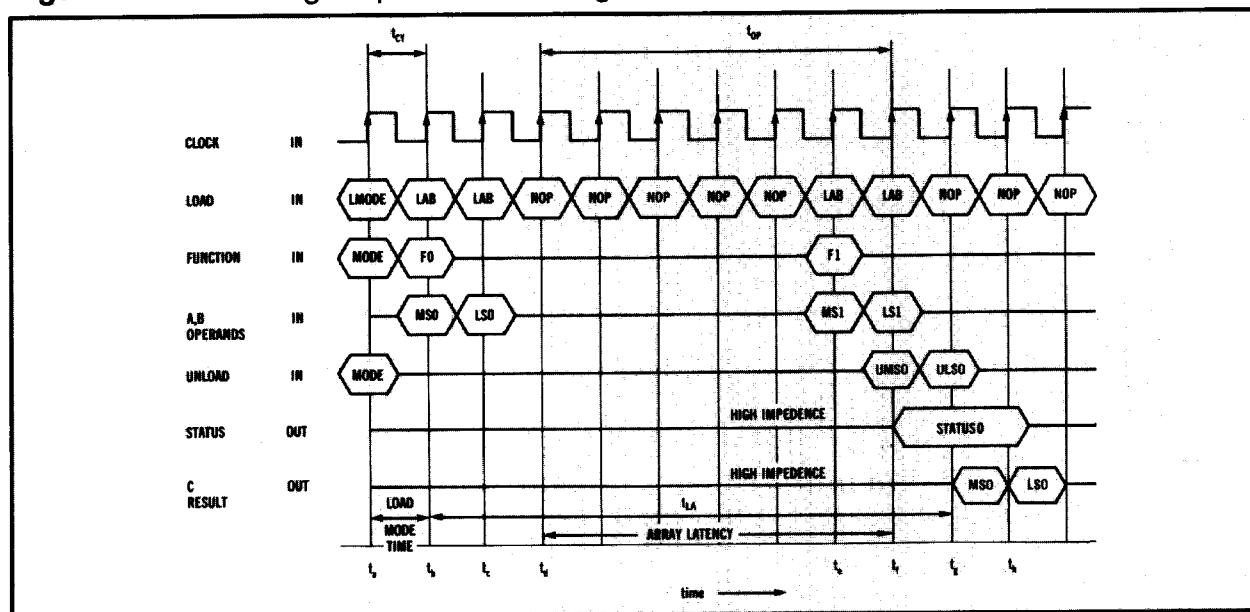 t_CY t_OP
CLOCK IN
LOAD IN LMODE LAB LAB NOP NOP NOP NOP NOP LAB LAB NOP NOP NOP
FUNCTION IN MODE F0 F1
A,B OPERANDS IN MS0 LS0 MS1 LS1
UNLOAD IN MODE UMS0 ULS0
STATUS OUT HIGH IMPEDENCE STATUS 0
C RESULT OUT HIGH IMPEDENCE MS0 LS0
LOAD MODE TIME t_LA
ARRAY LATENCY
t_a t_b t_c t_d t_e t_f t_g t_h
time